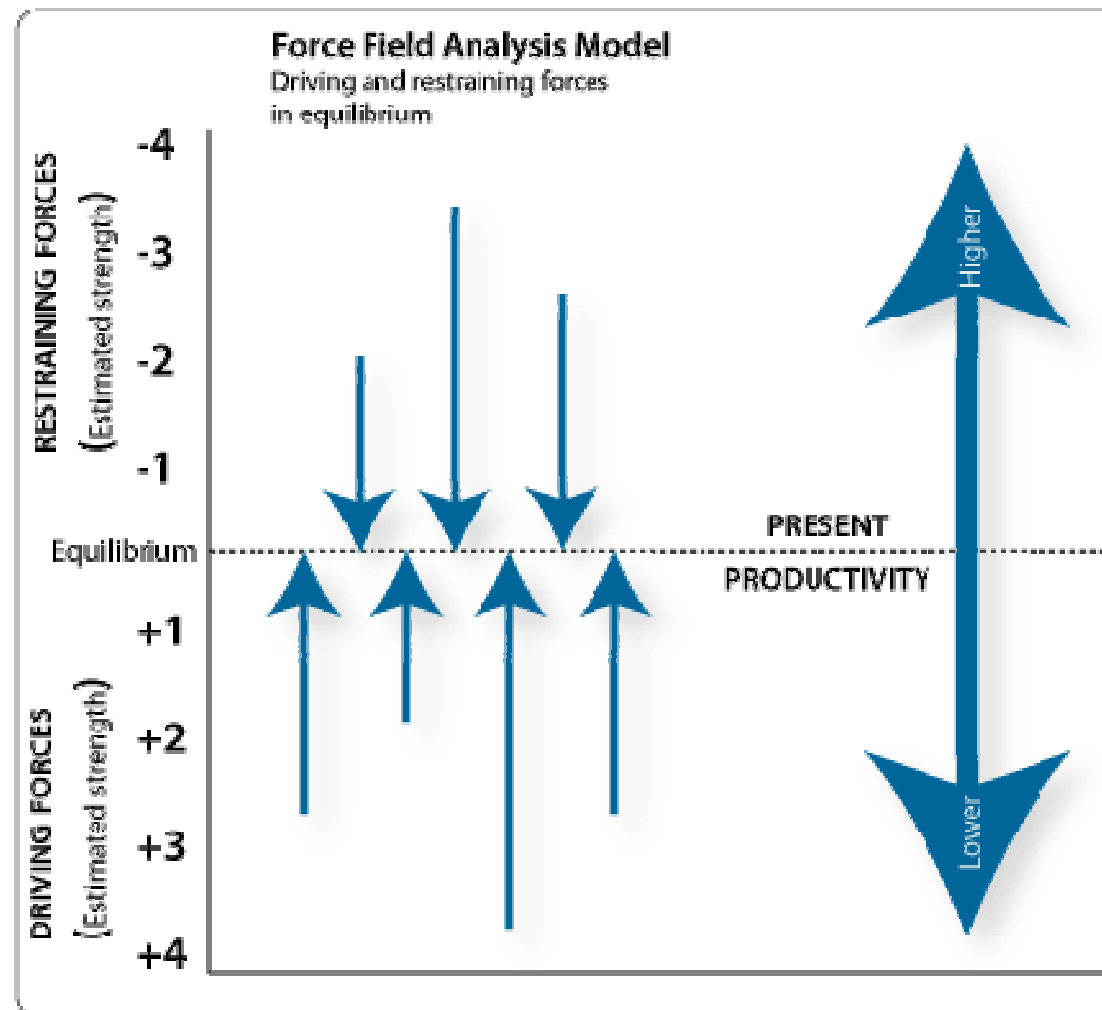 Force Field Analysis Model
Driving and restraining forces
in equilibrium
RESTRAINING FORCES
(Estimated strength)
-4
-3
-2
-1
Equilibrium
PRESENT
PRODUCTIVITY
+1
+2
+3
+4
DRIVING FORCES
(Estimated strength)
Higher
Lower